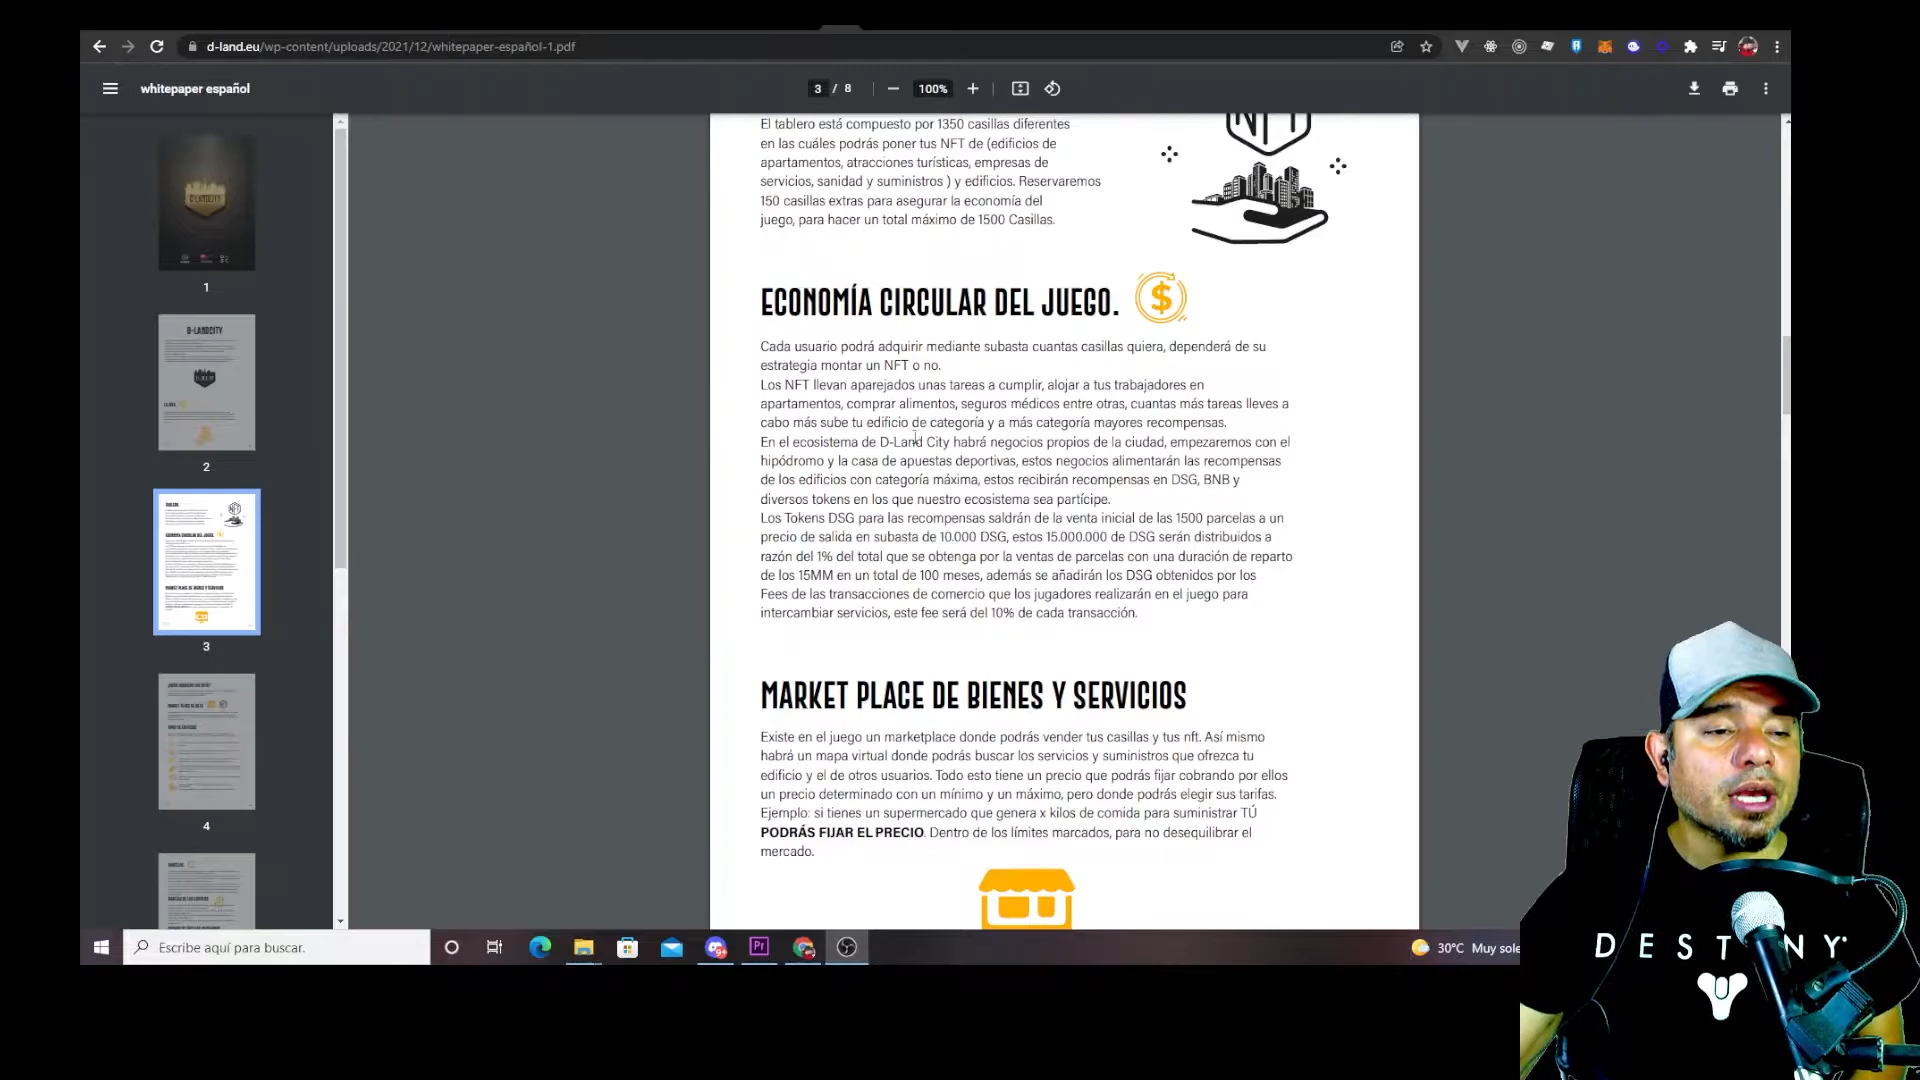 d-land.eu/wp-content/uploads/2021/12/whitepaper-español-1.pdf
whitepaper español
3 / 8
100%
NFT
El tablero está compuesto por 1350 casillas diferentes
en las cuáles podrás poner tus NFT de (edificios de
apartamentos, atracciones turísticas, empresas de
servicios, sanidad y suministros ) y edificios. Reservaremos
150 casillas extras para asegurar la economía del
juego, para hacer un total máximo de 1500 Casillas.
ECONOMÍA CIRCULAR DEL JUEGO.
$
Cada usuario podrá adquirir mediante subasta cuantas casillas quiera, dependerá de su
estrategia montar un NFT o no.
Los NFT llevan aparejados unas tareas a cumplir, alojar a tus trabajadores en
apartamentos, comprar alimentos, seguros médicos entre otras, cuantas más tareas lleves a
cabo más sube tu edificio de categoría y a más categoría mayores recompensas.
En el ecosistema de D-Land City habrá negocios propios de la ciudad, empezaremos con el
hipódromo y la casa de apuestas deportivas, estos negocios alimentarán las recompensas
de los edificios con categoría máxima, estos recibirán recompensas en DSG, BNB y
diversos tokens en los que nuestro ecosistema sea partícipe.
Los Tokens DSG para las recompensas saldrán de la venta inicial de las 1500 parcelas a un
precio de salida en subasta de 10.000 DSG, estos 15.000.000 de DSG serán distribuidos a
razón del 1% del total que se obtenga por la ventas de parcelas con una duración de reparto
de los 15MM en un total de 100 meses, además se añadirán los DSG obtenidos por los
Fees de las transacciones de comercio que los jugadores realizarán en el juego para
intercambiar servicios, este fee será del 10% de cada transacción.
MARKET PLACE DE BIENES Y SERVICIOS
Existe en el juego un marketplace donde podrás vender tus casillas y tus nft. Así mismo
habrá un mapa virtual donde podrás buscar los servicios y suministros que ofrezca tu
edificio y el de otros usuarios. Todo esto tiene un precio que podrás fijar cobrando por ellos
un precio determinado con un mínimo y un máximo, pero donde podrás elegir sus tarifas.
Ejemplo: si tienes un supermercado que genera x kilos de comida para suministrar TÚ
PODRÁS FIJAR EL PRECIO. Dentro de los límites marcados, para no desequilibrar el
mercado.
1
D-LANDCITY
2
3
4
Escribe aquí para buscar.
Pr
30°C Muy sole
DESTINY